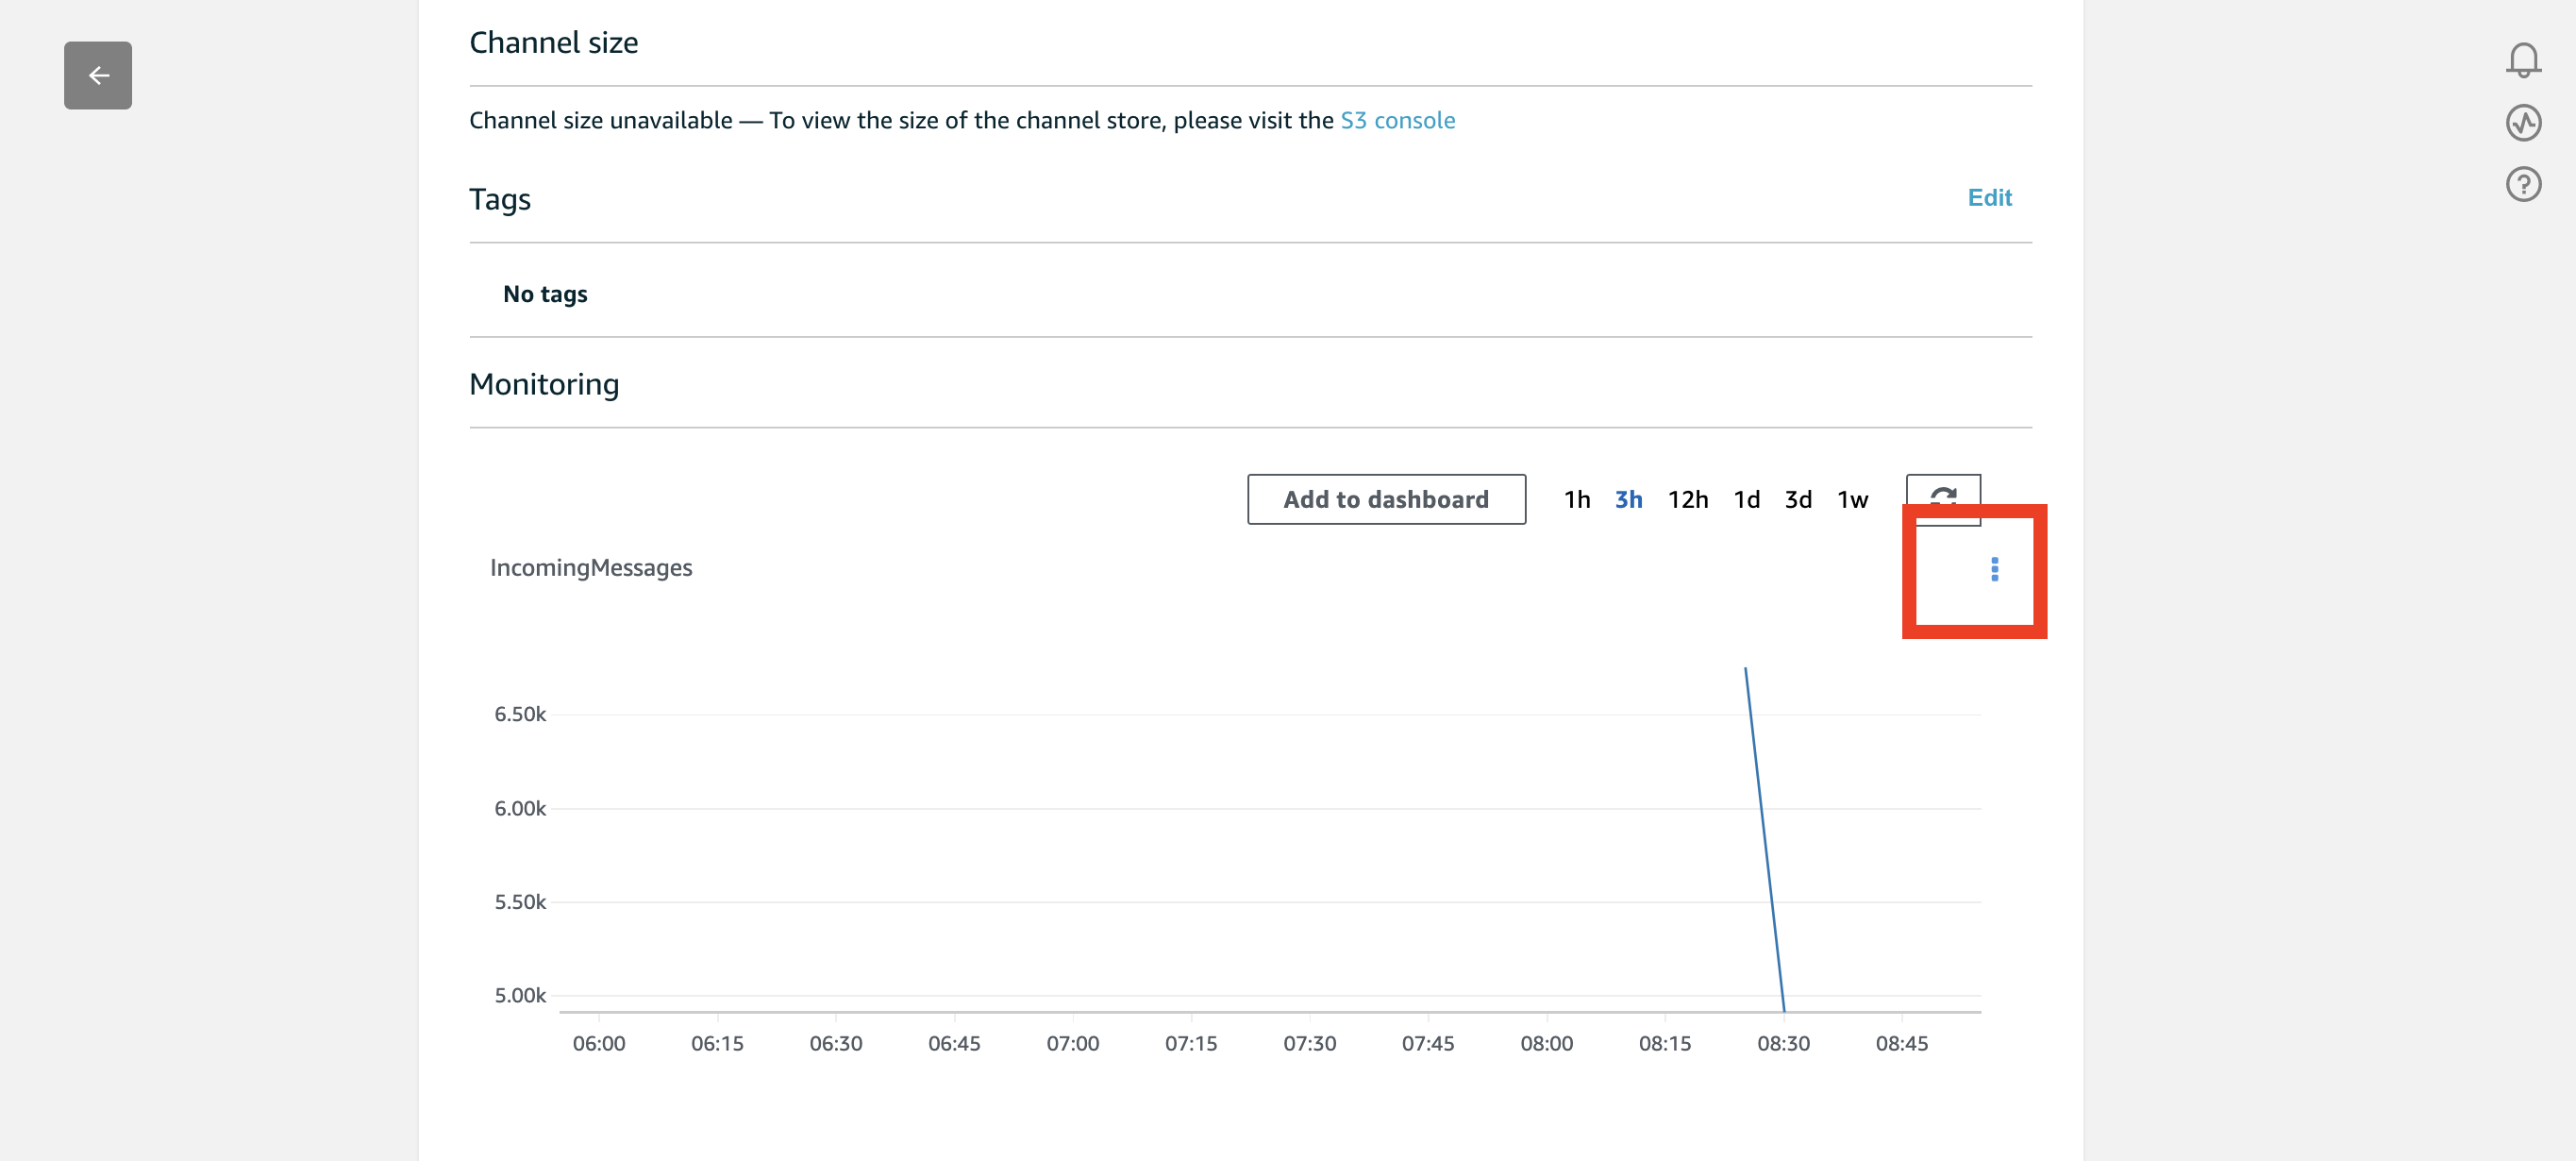 Channel size
Channel size unavailable — To view the size of the channel store, please visit the S3 console
Tags
Edit
No tags
Monitoring
Add to dashboard 1h 3h 12h 1d 3d 1w
IncomingMessages
6.50k
6.00k
5.50k
5.00k
06:00 06:15 06:30 06:45 07:00 07:15 07:30 07:45 08:00 08:15 08:30 08:45